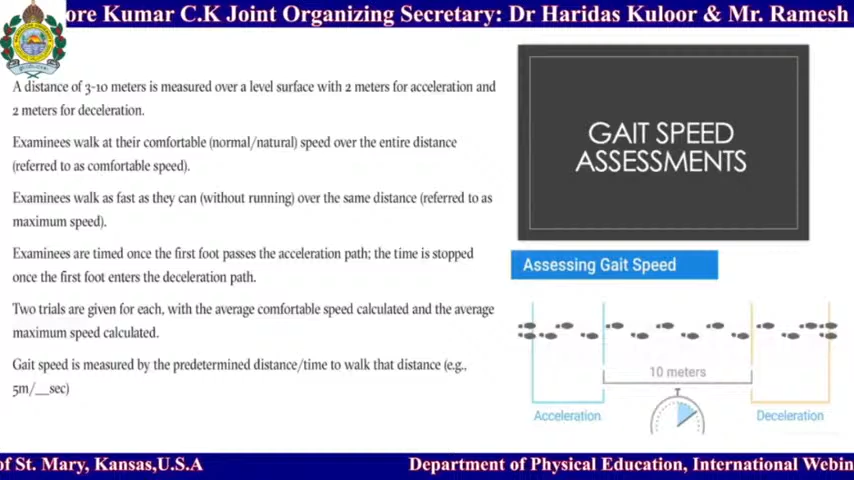 ore Kumar C.K Joint Organizing Secretary: Dr Haridas Kuloor & Mr. Ramesh
A distance of 3-10 meters is measured over a level surface with 2 meters for acceleration and
2 meters for deceleration.
Examinees walk at their comfortable (normal/natural) speed over the entire distance
(referred to as comfortable speed).
Examinees walk as fast as they can (without running) over the same distance (referred to as
maximum speed).
Examinees are timed once the first foot passes the acceleration path; the time is stopped
once the first foot enters the deceleration path.
Two trials are given for each, with the average comfortable speed calculated and the average
maximum speed calculated.
Gait speed is measured by the predetermined distance/time to walk that distance (e.g.,
5m/__sec)
GAIT SPEED
ASSESSMENTS
Assessing Gait Speed
10 meters
Acceleration
Deceleration
of St. Mary, Kansas,U.S.A
Department of Physical Education, International Webin